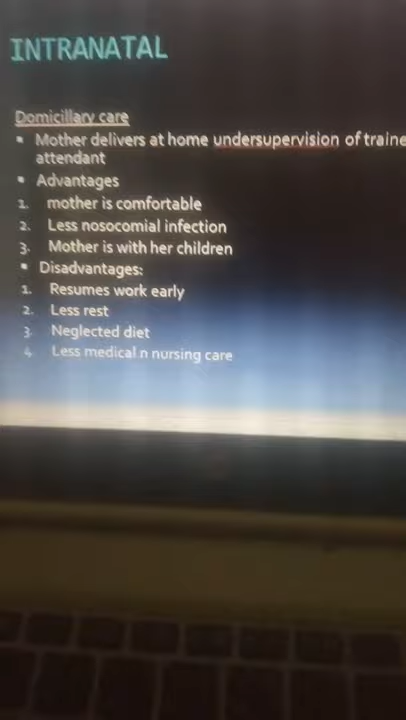 INTRANATAL
Domicillary care
▪ Mother delivers at home undersupervision of traine
attendant
▪ Advantages
1. mother is comfortable
2. Less nosocomial infection
3. Mother is with her children
▪ Disadvantages:
1. Resumes work early
2. Less rest
3. Neglected diet
4. Less medical n nursing care